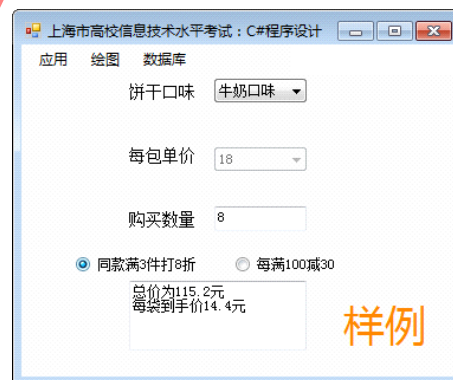 上海市高校信息技术水平考试：C#程序设计
应用 绘图 数据库
饼干口味 牛奶口味
每包单价 18
购买数量 8
同款满3件打8折 每满100减30
总价为115.2元
每袋到手价14.4元
样例